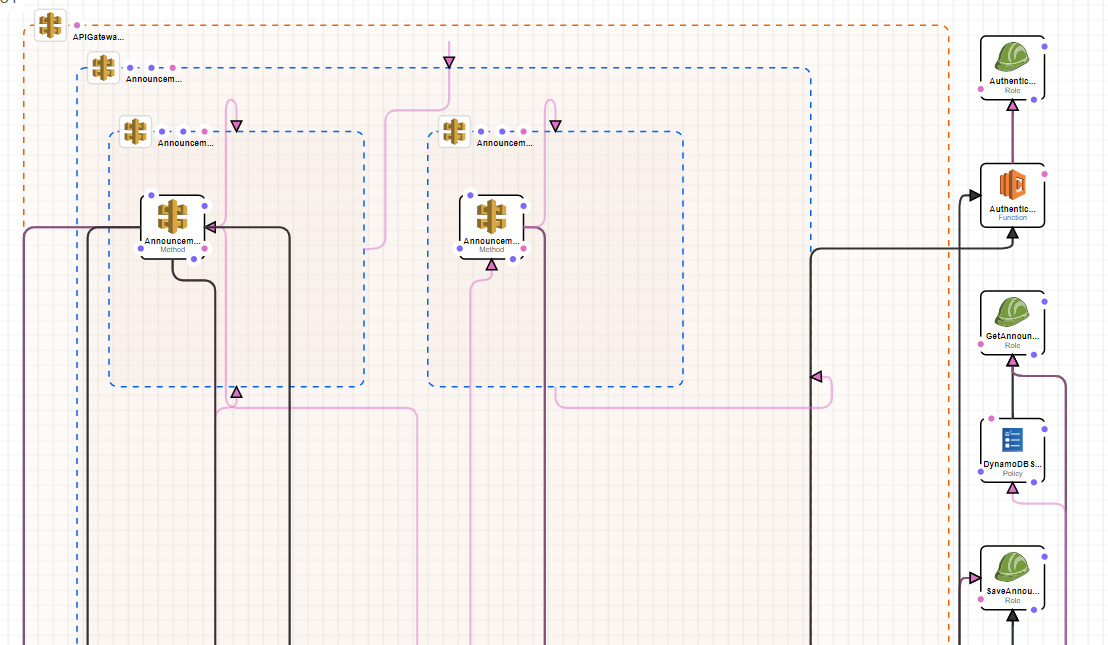 APIGatewa...
Announcem...
Announcem...
Announcem...
Announcem...
Method
Announcem...
Method
Authentic...
Role
Authentic...
Function
GetAnnoun...
Role
DynamoDBS...
Policy
SaveAnnou...
Role